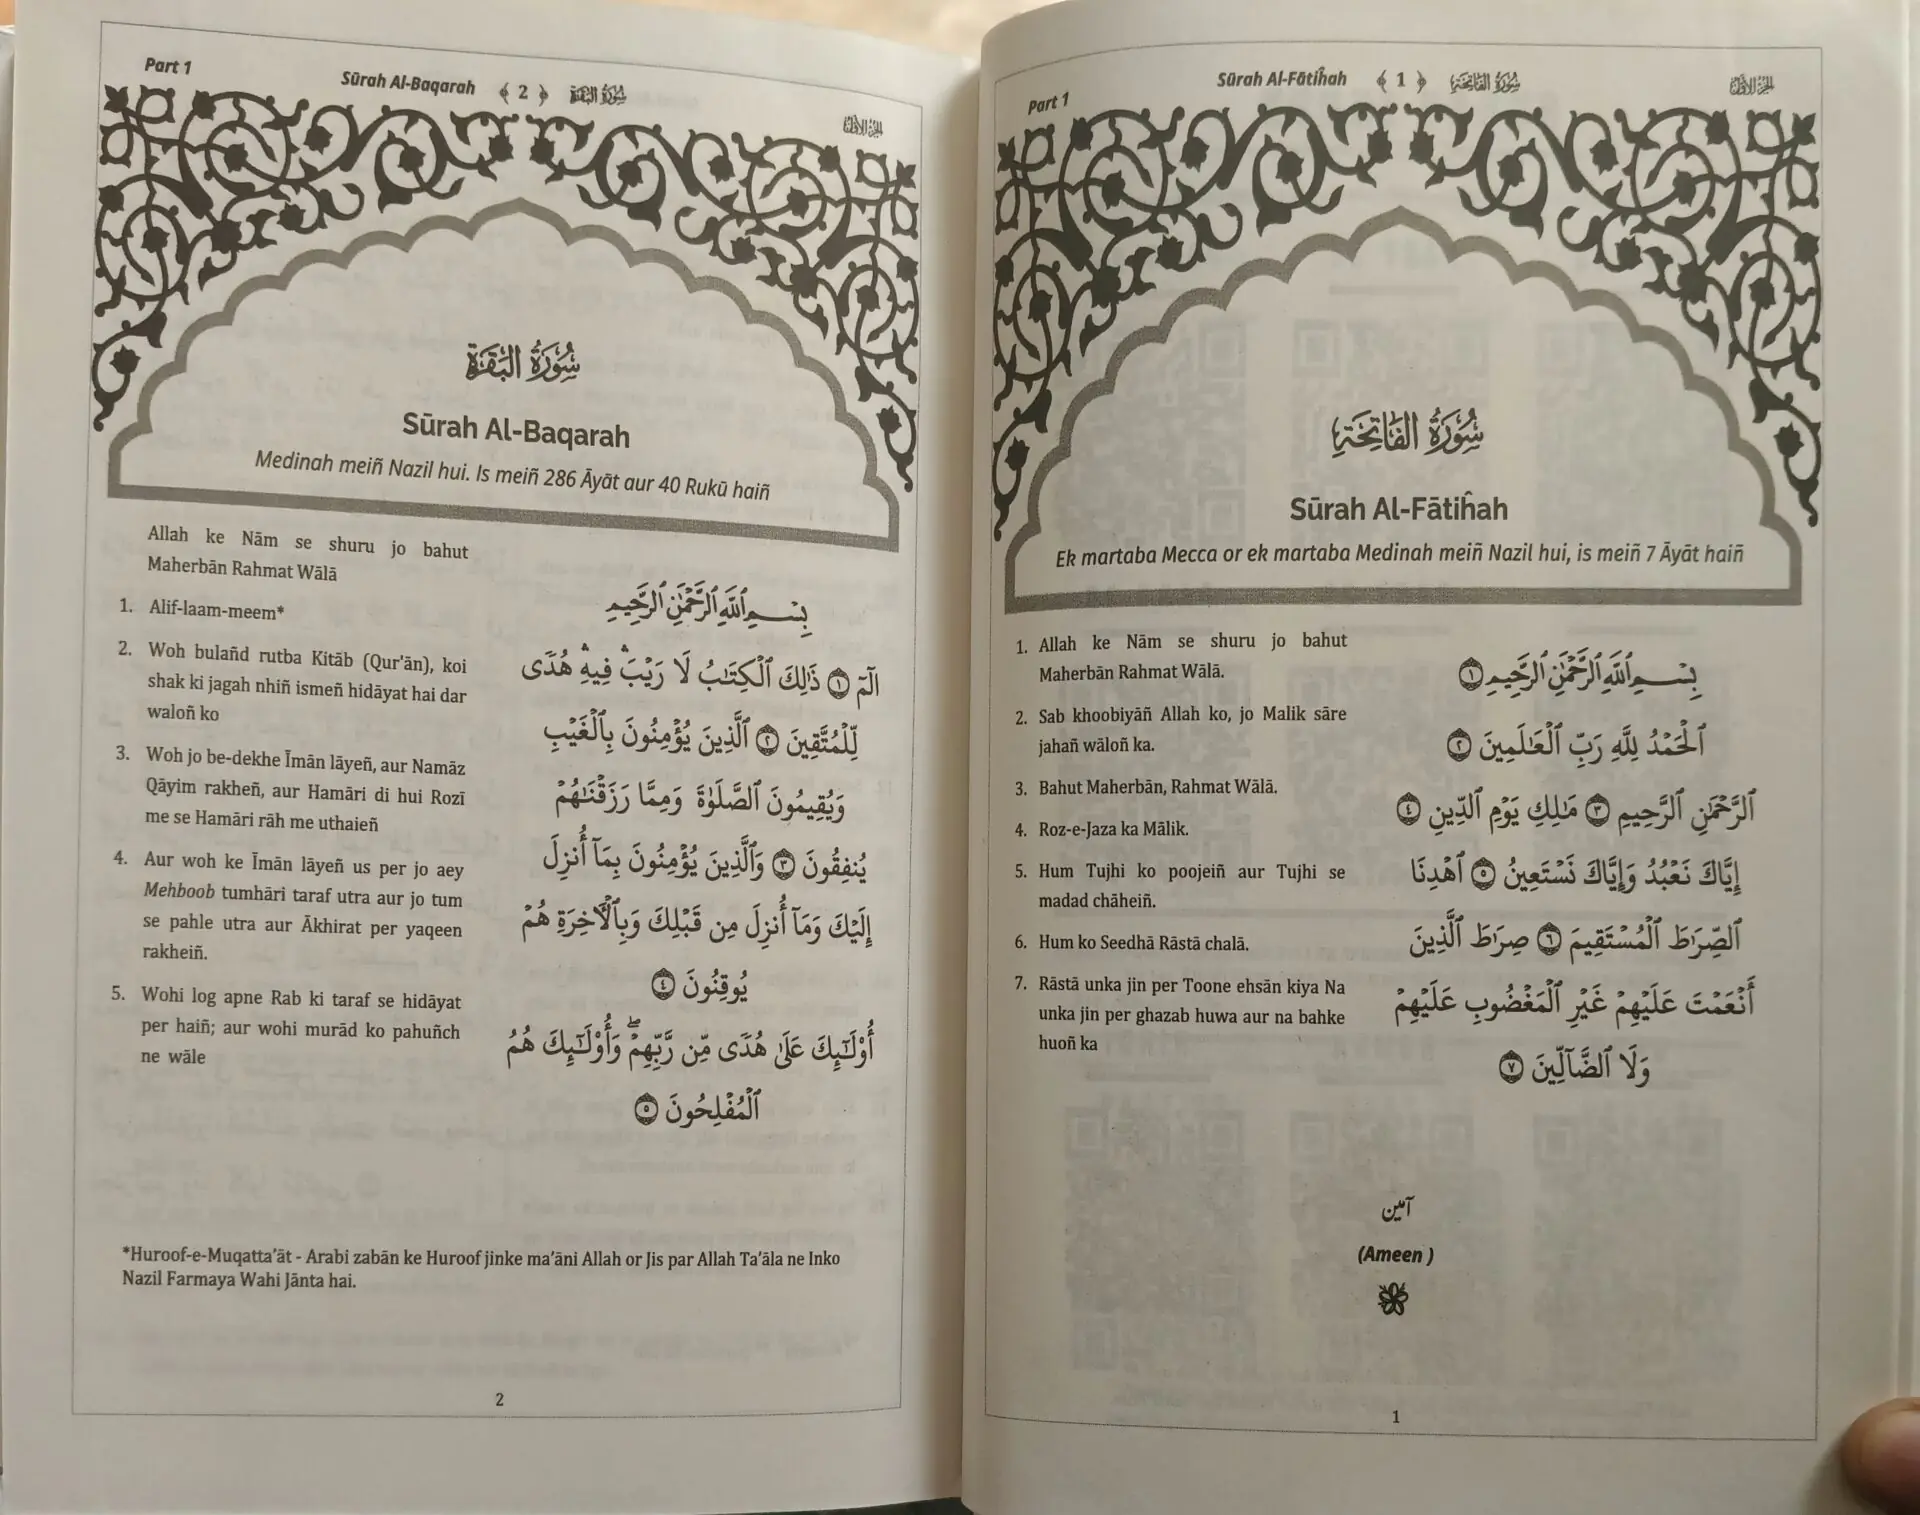 Part 1
Sūrah Al-Fātiĥah ﴾ 1 ﴿ سُوْرَةُ الفَاتِحَةِ
الجزء الأول
سُوْرَةُ الفَاتِحَةِ
Sūrah Al-Fātiĥah
Ek martaba Mecca or ek martaba Medinah meiñ Nazil hui, is meiñ 7 Āyāt haiñ
1. Allah ke Nām se shuru jo bahut
Maherbān Rahmat Wālā.
2. Sab khoobiyāñ Allah ko, jo Malik sāre
jahañ wāloñ ka.
3. Bahut Maherbān, Rahmat Wālā.
4. Roz-e-Jaza ka Mālik.
5. Hum Tujhi ko poojeiñ aur Tujhi se
madad chāheiñ.
6. Hum ko Seedhā Rāstā chalā.
7. Rāstā unka jin per Toone ehsān kiya Na
unka jin per ghazab huwa aur na bahke
huoñ ka
بِسْمِ ٱللَّهِ ٱلرَّحْمَٰنِ ٱلرَّحِيمِ ١
ٱلْحَمْدُ لِلَّهِ رَبِّ ٱلْعَٰلَمِينَ ٢
ٱلرَّحْمَٰنِ ٱلرَّحِيمِ ٣ مَٰلِكِ يَوْمِ ٱلدِّينِ ٤
إِيَّاكَ نَعْبُدُ وَإِيَّاكَ نَسْتَعِينُ ٥ ٱهْدِنَا
ٱلصِّرَٰطَ ٱلْمُسْتَقِيمَ ٦ صِرَٰطَ ٱلَّذِينَ
أَنْعَمْتَ عَلَيْهِمْ غَيْرِ ٱلْمَغْضُوبِ عَلَيْهِمْ
وَلَا ٱلضَّآلِّينَ ٧
آمين
(Ameen )
1
Part 1
Sūrah Al-Baqarah ﴾ 2 ﴿ سُوْرَةُ البَقَرَة
الجزء الأول
سُوْرَةُ البَقَرَة
Sūrah Al-Baqarah
Medinah meiñ Nazil hui. Is meiñ 286 Āyāt aur 40 Rukū haiñ
Allah ke Nām se shuru jo bahut
Maherbān Rahmat Wālā
1. Alif-laam-meem*
2. Woh bulañd rutba Kitāb (Qur'ān), koi
shak ki jagah nhiñ ismeñ hidāyat hai dar
waloñ ko
3. Woh jo be-dekhe Īmān lāyeñ, aur Namāz
Qāyim rakheñ, aur Hamāri di hui Rozī
me se Hamāri rāh me uthaieñ
4. Aur woh ke Īmān lāyeñ us per jo aey
Mehboob tumhāri taraf utra aur jo tum
se pahle utra aur Ākhirat per yaqeen
rakheiñ.
5. Wohi log apne Rab ki taraf se hidāyat
per haiñ; aur wohi murād ko pahuñch
ne wāle
بِسْمِ ٱللَّهِ ٱلرَّحْمَٰنِ ٱلرَّحِيمِ
الٓمٓ ١ ذَٰلِكَ ٱلْكِتَٰبُ لَا رَيْبَ ۛ فِيهِ ۛ هُدًى
لِّلْمُتَّقِينَ ٢ ٱلَّذِينَ يُؤْمِنُونَ بِٱلْغَيْبِ
وَيُقِيمُونَ ٱلصَّلَوٰةَ وَمِمَّا رَزَقْنَٰهُمْ
يُنفِقُونَ ٣ وَٱلَّذِينَ يُؤْمِنُونَ بِمَآ أُنزِلَ
إِلَيْكَ وَمَآ أُنزِلَ مِن قَبْلِكَ وَبِٱلْأَخِرَةِ هُمْ
يُوقِنُونَ ٤
أُو۟لَٰٓئِكَ عَلَىٰ هُدًى مِّن رَّبِّهِمْ ۖ وَأُو۟لَٰٓئِكَ هُمُ
ٱلْمُفْلِحُونَ ٥
*Huroof-e-Muqatta’āt - Arabi zabān ke Huroof jinke ma’āni Allah or Jis par Allah Ta’āla ne Inko
Nazil Farmaya Wahi Jānta hai.
2